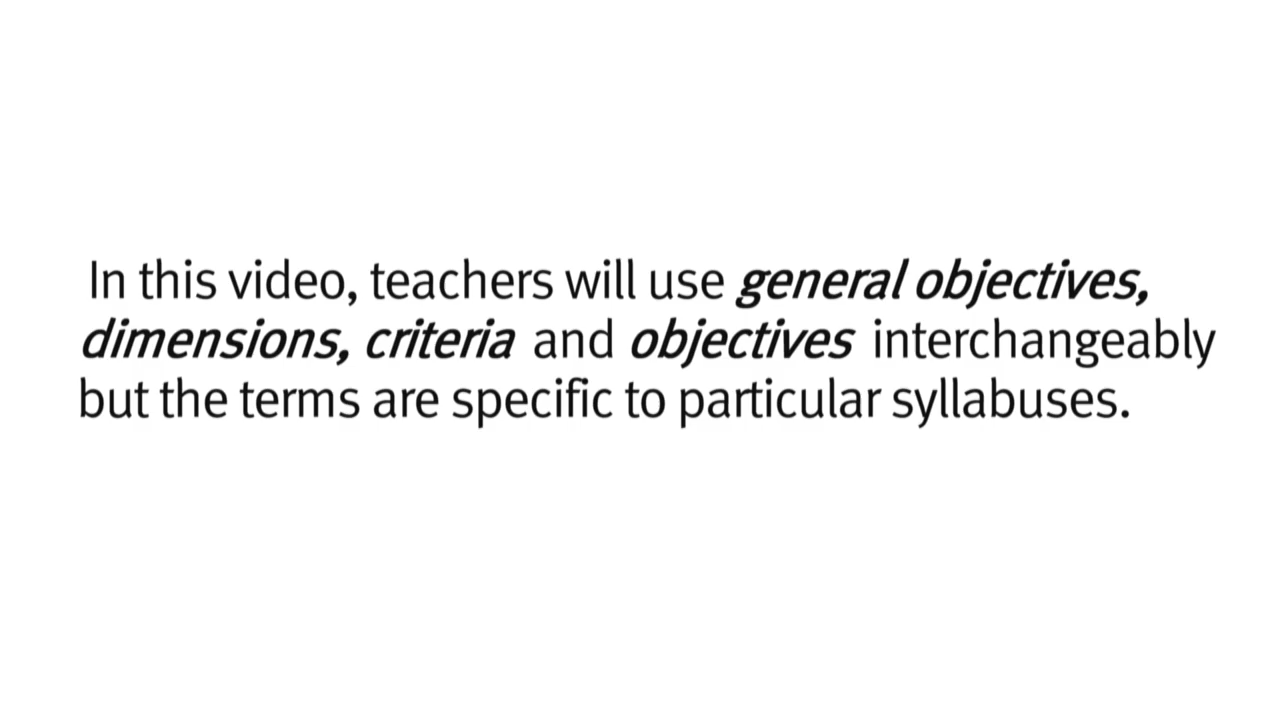 In this video, teachers will use general objectives,
dimensions, criteria and objectives interchangeably
but the terms are specific to particular syllabuses.